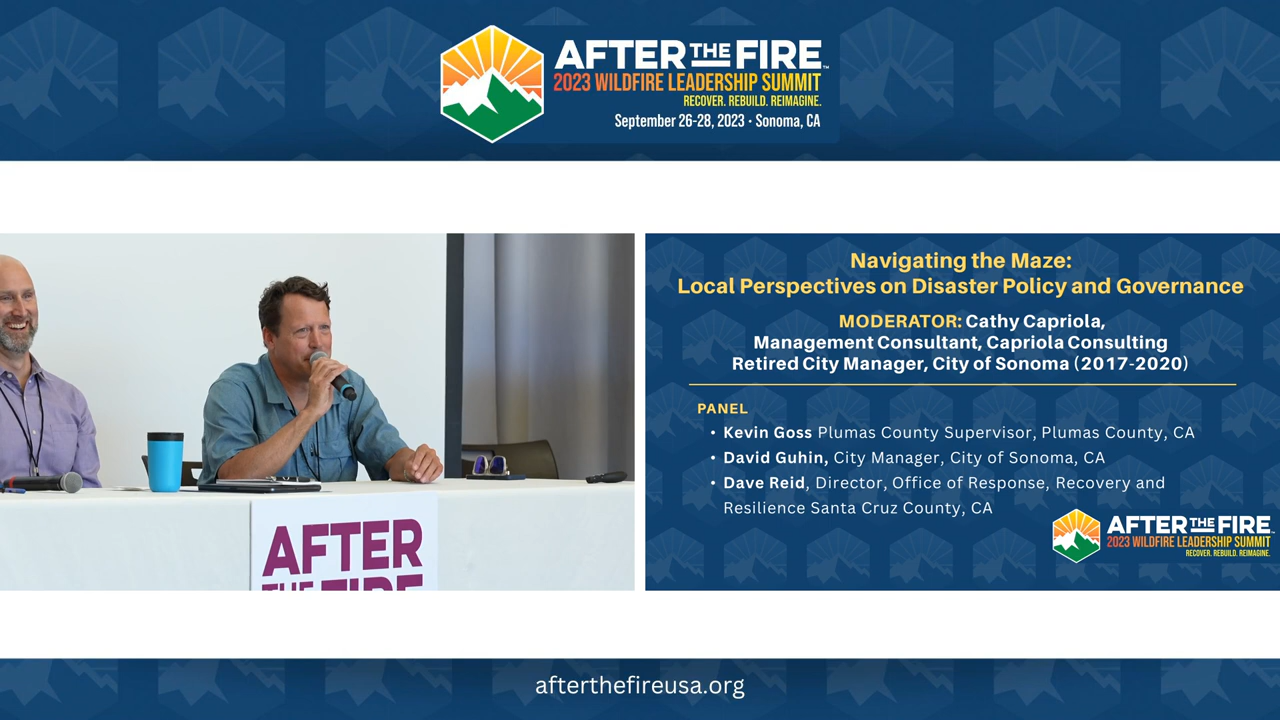 AFTER THE FIRE™
2023 WILDFIRE LEADERSHIP SUMMIT
RECOVER. REBUILD. REIMAGINE.
September 26-28, 2023 • Sonoma, CA
AFTER
THE FIRE
Navigating the Maze:
Local Perspectives on Disaster Policy and Governance
MODERATOR: Cathy Capriola,
Management Consultant, Capriola Consulting
Retired City Manager, City of Sonoma (2017-2020)
PANEL
• Kevin Goss Plumas County Supervisor, Plumas County, CA
• David Guhin, City Manager, City of Sonoma, CA
• Dave Reid, Director, Office of Response, Recovery and
Resilience Santa Cruz County, CA
AFTER THE FIRE™
2023 WILDFIRE LEADERSHIP SUMMIT
RECOVER. REBUILD. REIMAGINE.
afterthefireusa.org